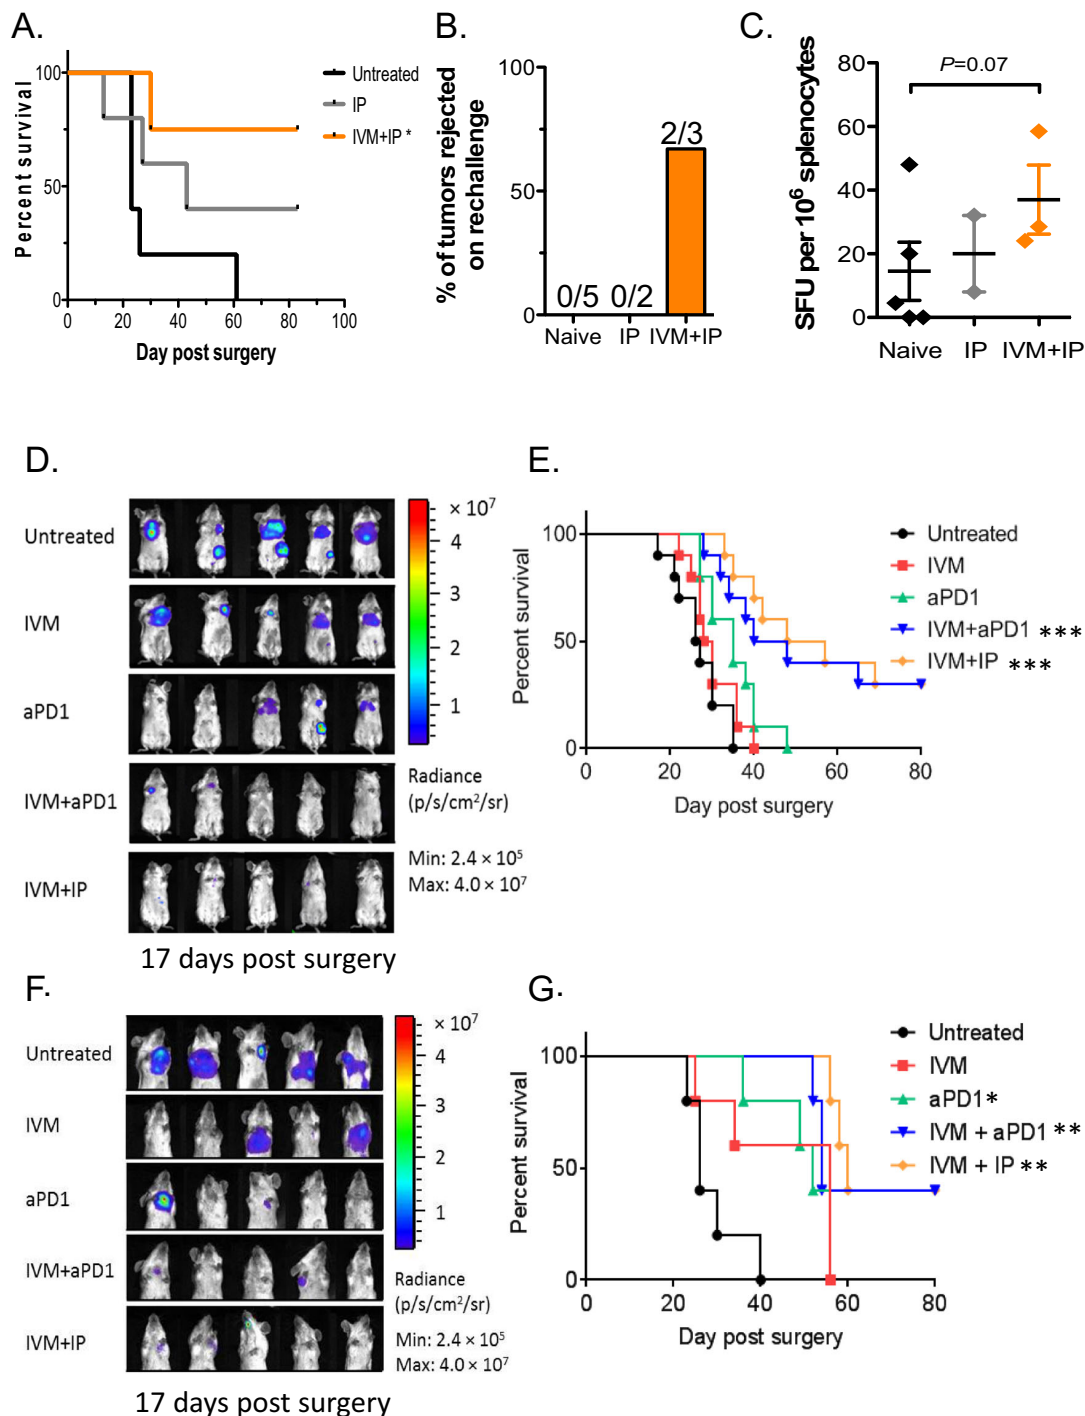 A.
Percent survival
100
50
0
0 20 40 60 80 100
Day post surgery
Untreated
IP
IVM+IP *
B.
% of tumors rejected
on rechallenge
100
50
0
0/5 0/2 2/3
Naive IP IVM+IP
C.
SFU per 10⁶ splenocytes
80
60
40
20
0
P=0.07
Naive IP IVM+IP
D.
Untreated
IVM
aPD1
IVM+aPD1
IVM+IP
× 10⁷
4
3
2
1
Radiance
(p/s/cm²/sr)
Min: 2.4 × 10⁵
Max: 4.0 × 10⁷
17 days post surgery
E.
Percent survival
100
50
0
0 20 40 60 80
Day post surgery
Untreated
IVM
aPD1
IVM+aPD1 ***
IVM+IP ***
F.
Untreated
IVM
aPD1
IVM+aPD1
IVM+IP
× 10⁷
4
3
2
1
Radiance
(p/s/cm²/sr)
Min: 2.4 × 10⁵
Max: 4.0 × 10⁷
17 days post surgery
G.
Percent survival
100
50
0
0 20 40 60 80
Day post surgery
Untreated
IVM
aPD1 *
IVM + aPD1 **
IVM + IP **